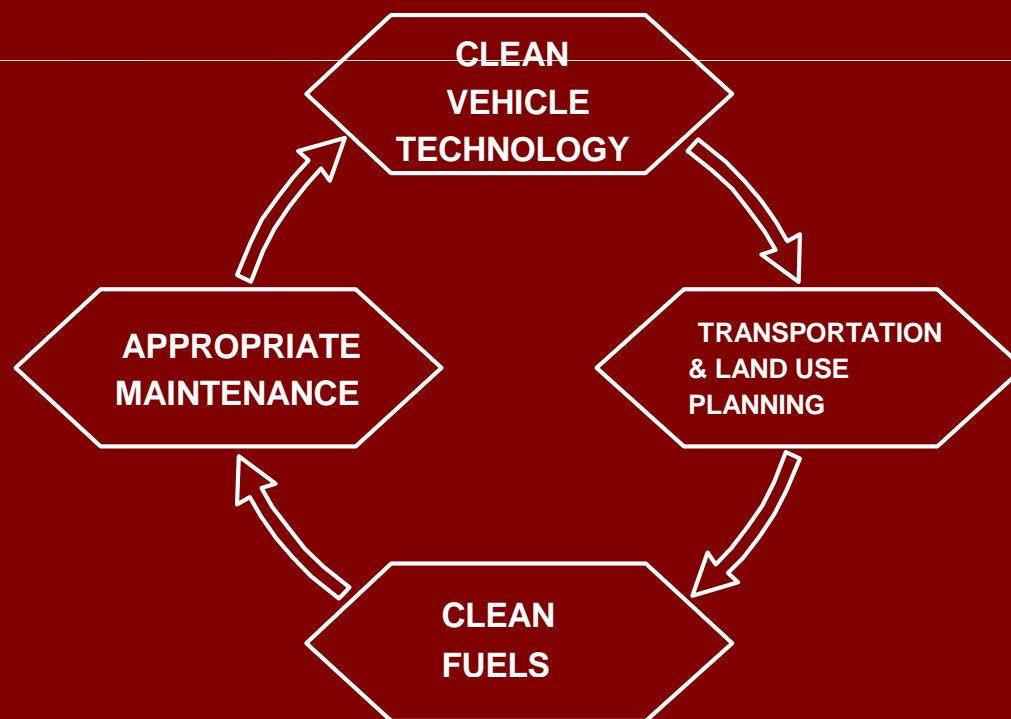 CLEAN
VEHICLE
TECHNOLOGY
APPROPRIATE
MAINTENANCE
TRANSPORTATION
& LAND USE
PLANNING
CLEAN
FUELS